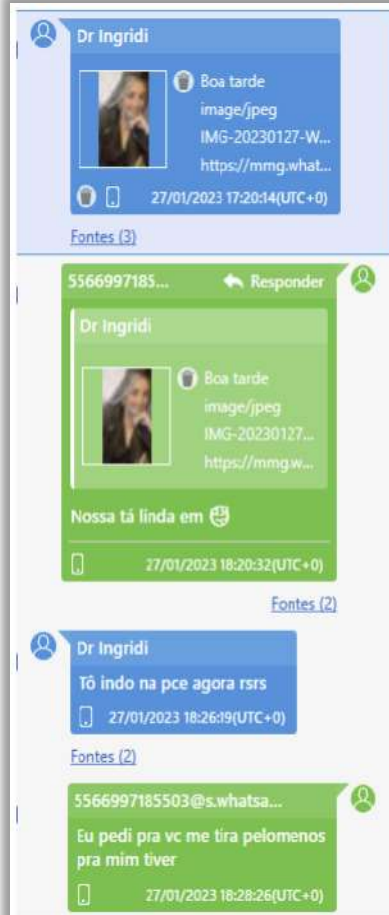 Dr Ingridi
Boa tarde
image/jpeg
IMG-20230127-W...
https://mmg.what...
27/01/2023 17:20:14(UTC+0)
Fontes (3)
5566997185... Responder
Dr Ingridi
Boa tarde
image/jpeg
IMG-20230127...
https://mmg.w...
Nossa tá linda em
27/01/2023 18:20:32(UTC+0)
Fontes (2)
Dr Ingridi
Tô indo na pce agora rsrs
27/01/2023 18:26:19(UTC+0)
Fontes (2)
5566997185503@s.whatsa...
Eu pedi pra vc me tira pelomenos
pra mim tiver
27/01/2023 18:28:26(UTC+0)